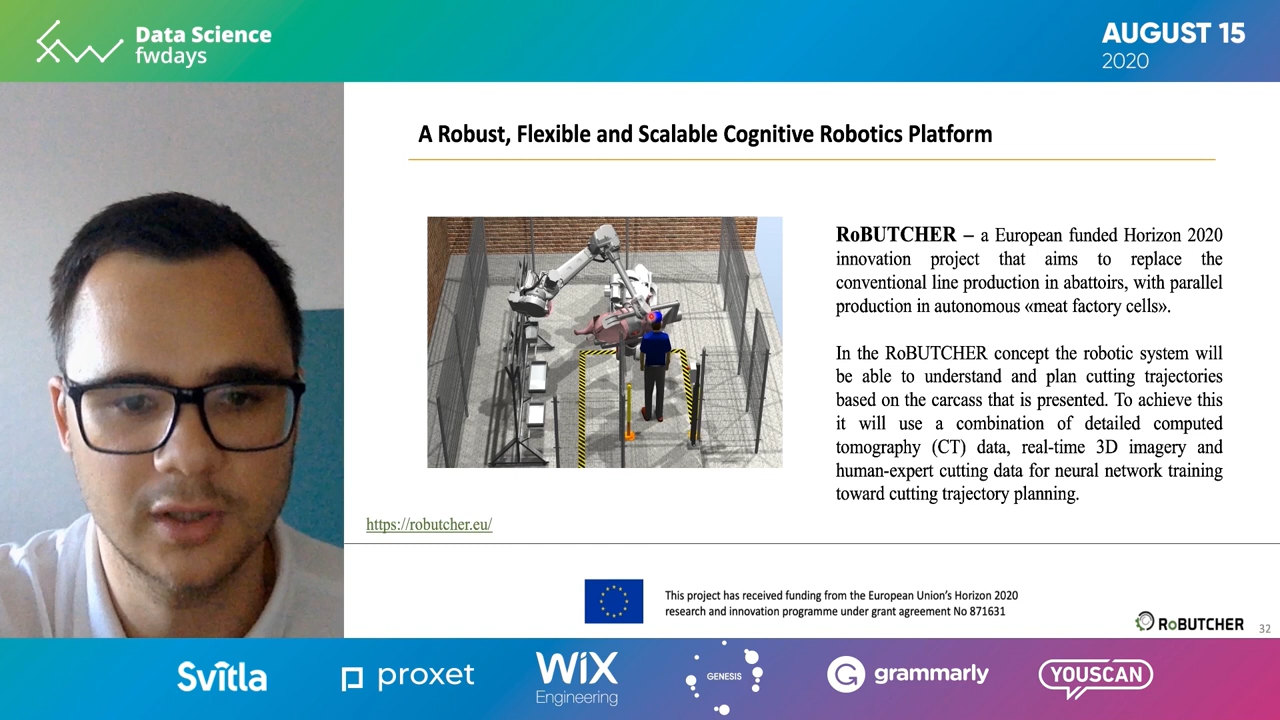 Data Science
fwdays
AUGUST 15
2020
A Robust, Flexible and Scalable Cognitive Robotics Platform
RoBUTCHER – a European funded Horizon 2020
innovation project that aims to replace the
conventional line production in abattoirs, with parallel
production in autonomous «meat factory cells».
In the RoBUTCHER concept the robotic system will
be able to understand and plan cutting trajectories
based on the carcass that is presented. To achieve this
it will use a combination of detailed computed
tomography (CT) data, real-time 3D imagery and
human-expert cutting data for neural network training
toward cutting trajectory planning.
https://robutcher.eu/
This project has received funding from the European Union's Horizon 2020
research and innovation programme under grant agreement No 871631
RoBUTCHER
32
Svitla
proxet
WiX
Engineering
GENESIS
grammarly
YOUSCAN